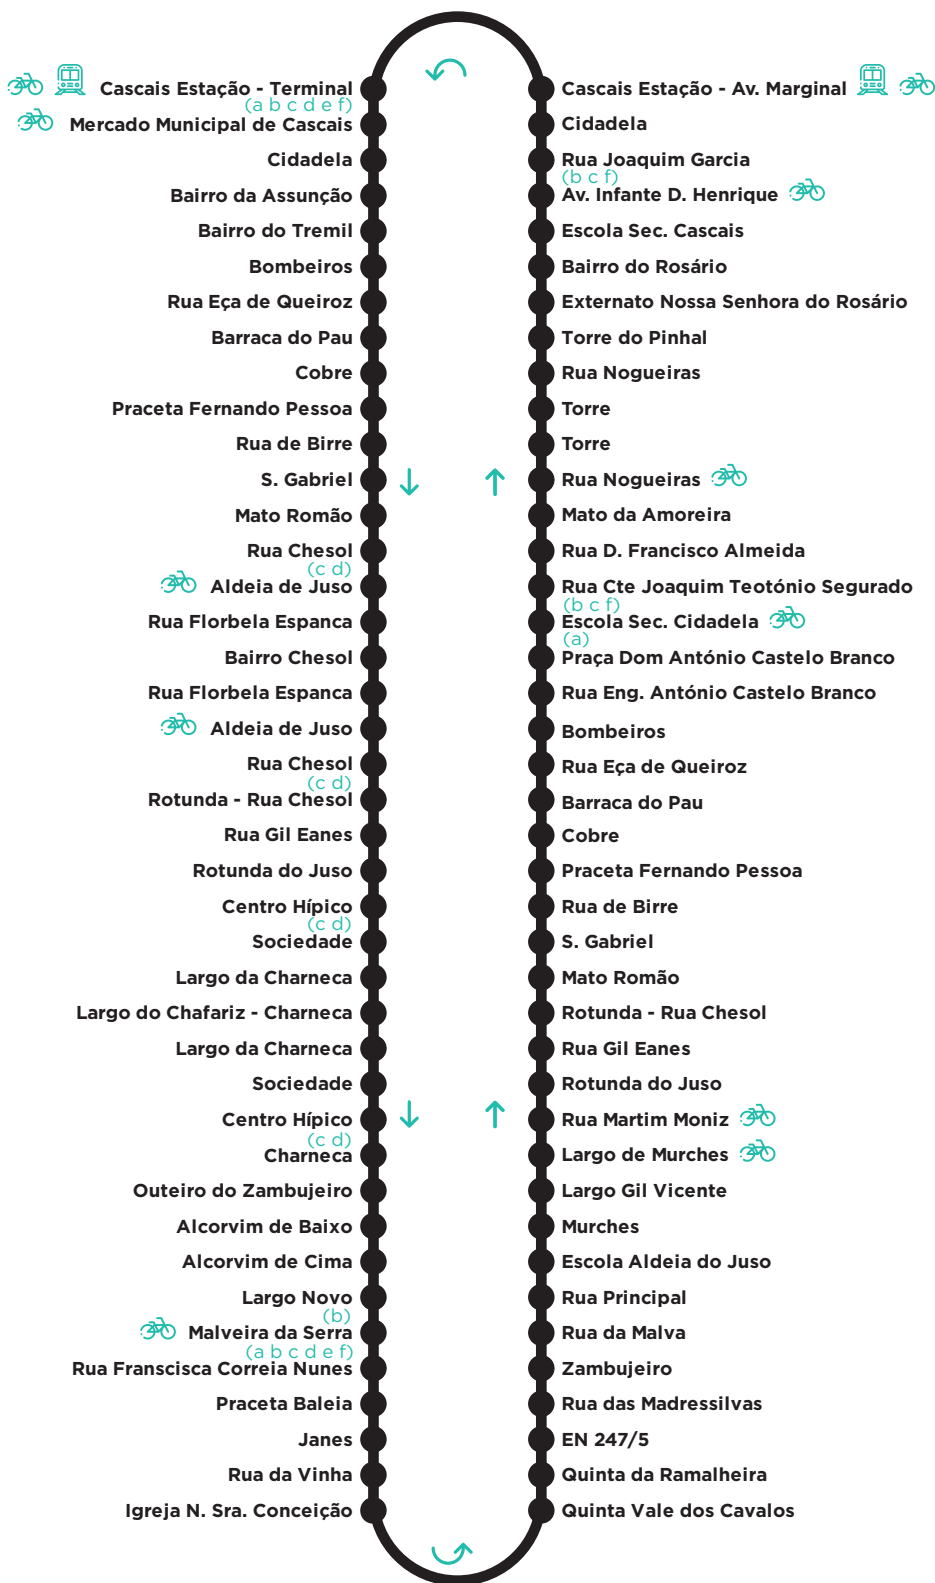 Cascais Estação - Terminal
(a b c d e f)
Mercado Municipal de Cascais
Cidadela
Bairro da Assunção
Bairro do Tremil
Bombeiros
Rua Eça de Queiroz
Barraca do Pau
Cobre
Praceta Fernando Pessoa
Rua de Birre
S. Gabriel
Mato Romão
Rua Chesol
(c d)
Aldeia de Juso
Rua Florbela Espanca
Bairro Chesol
Rua Florbela Espanca
Aldeia de Juso
Rua Chesol
(c d)
Rotunda - Rua Chesol
Rua Gil Eanes
Rotunda do Juso
Centro Hípico
(c d)
Sociedade
Largo da Charneca
Largo do Chafariz - Charneca
Largo da Charneca
Sociedade
Centro Hípico
(c d)
Charneca
Outeiro do Zambujeiro
Alcorvim de Baixo
Alcorvim de Cima
Largo Novo
(b)
Malveira da Serra
(a b c d e f)
Rua Franscisca Correia Nunes
Praceta Baleia
Janes
Rua da Vinha
Igreja N. Sra. Conceição
Cascais Estação - Av. Marginal
Cidadela
Rua Joaquim Garcia
(b c f)
Av. Infante D. Henrique
Escola Sec. Cascais
Bairro do Rosário
Externato Nossa Senhora do Rosário
Torre do Pinhal
Rua Nogueiras
Torre
Torre
Rua Nogueiras
Mato da Amoreira
Rua D. Francisco Almeida
Rua Cte Joaquim Teotónio Segurado
(b c f)
Escola Sec. Cidadela
(a)
Praça Dom António Castelo Branco
Rua Eng. António Castelo Branco
Bombeiros
Rua Eça de Queiroz
Barraca do Pau
Cobre
Praceta Fernando Pessoa
Rua de Birre
S. Gabriel
Mato Romão
Rotunda - Rua Chesol
Rua Gil Eanes
Rotunda do Juso
Rua Martim Moniz
Largo de Murches
Largo Gil Vicente
Murches
Escola Aldeia do Juso
Rua Principal
Rua da Malva
Zambujeiro
Rua das Madressilvas
EN 247/5
Quinta da Ramalheira
Quinta Vale dos Cavalos